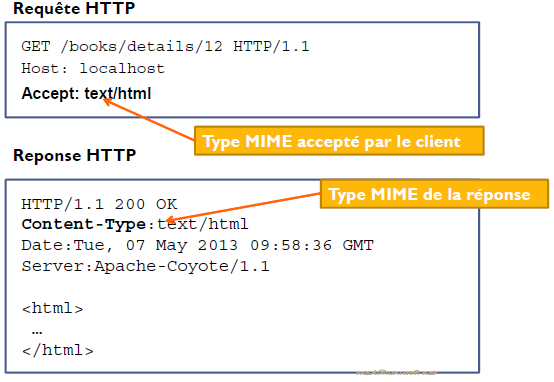 Requête HTTP
GET /books/details/12 HTTP/1.1
Host: localhost
Accept: text/html
Type MIME accepté par le client
Reponse HTTP
Type MIME de la réponse
HTTP/1.1 200 OK
Content-Type:text/html
Date:Tue, 07 May 2013 09:58:36 GMT
Server:Apache-Coyote/1.1
<html>
…
</html>